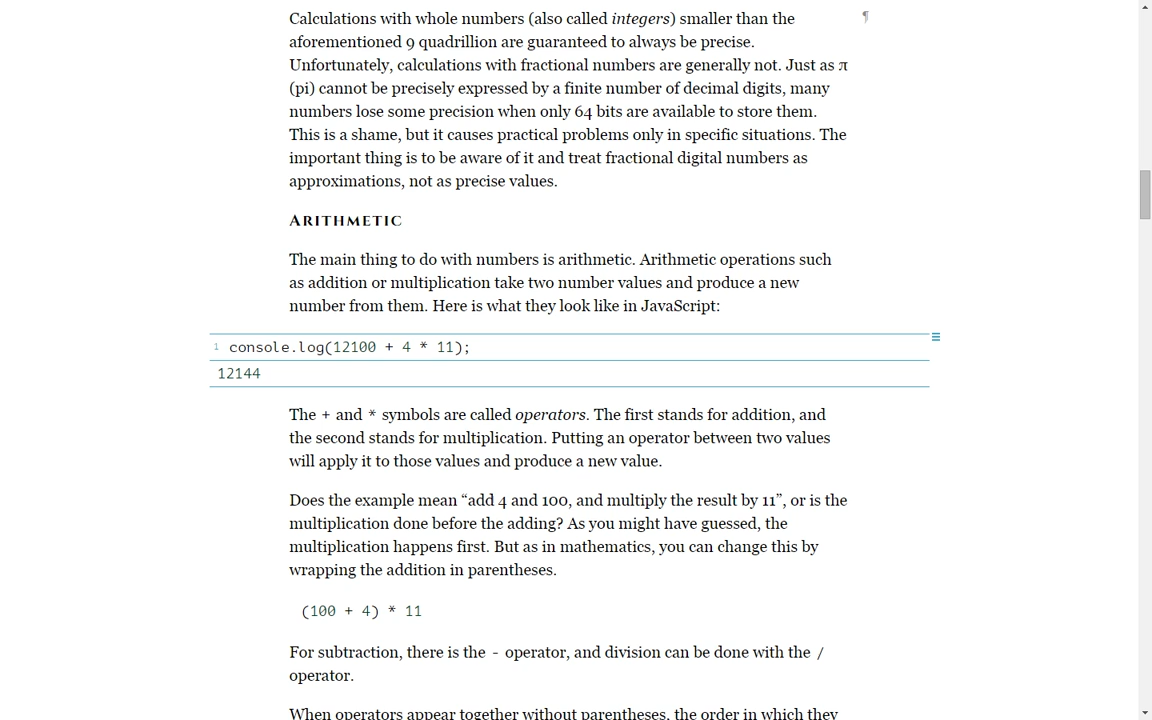 Calculations with whole numbers (also called integers) smaller than the ¶
aforementioned 9 quadrillion are guaranteed to always be precise.
Unfortunately, calculations with fractional numbers are generally not. Just as π
(pi) cannot be precisely expressed by a finite number of decimal digits, many
numbers lose some precision when only 64 bits are available to store them.
This is a shame, but it causes practical problems only in specific situations. The
important thing is to be aware of it and treat fractional digital numbers as
approximations, not as precise values.
ARITHMETIC
The main thing to do with numbers is arithmetic. Arithmetic operations such
as addition or multiplication take two number values and produce a new
number from them. Here is what they look like in JavaScript:
1 console.log(12100 + 4 * 11);
12144
The + and * symbols are called operators. The first stands for addition, and
the second stands for multiplication. Putting an operator between two values
will apply it to those values and produce a new value.
Does the example mean “add 4 and 100, and multiply the result by 11”, or is the
multiplication done before the adding? As you might have guessed, the
multiplication happens first. But as in mathematics, you can change this by
wrapping the addition in parentheses.
(100 + 4) * 11
For subtraction, there is the - operator, and division can be done with the /
operator.
When operators appear together without parentheses, the order in which they